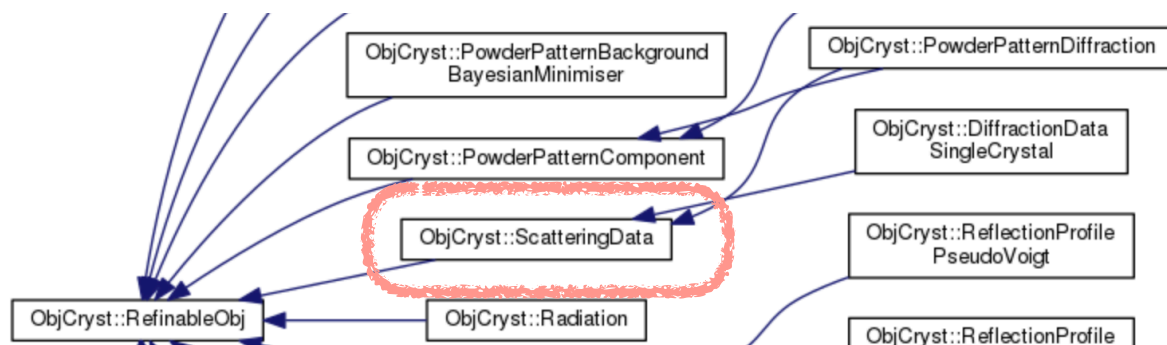 ObjCryst::PowderPatternBackground
BayesianMinimiser
ObjCryst::PowderPatternDiffraction
ObjCryst::PowderPatternComponent
ObjCryst::DiffractionData
SingleCrystal
ObjCryst::ScatteringData
ObjCryst::ReflectionProfile
PseudoVoigt
ObjCryst::RefinableObj
ObjCryst::Radiation
ObjCryst::ReflectionProfile